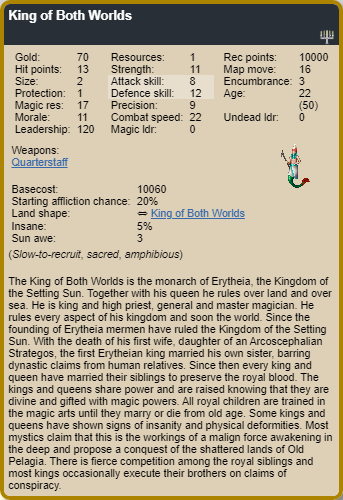 King of Both Worlds
Gold: 70 Resources: 1 Rec points: 10000
Hit points: 13 Strength: 11 Map move: 16
Size: 2 Attack skill: 8 Encumbrance: 3
Protection: 1 Defence skill: 12 Age: 22
Magic res: 17 Precision: 9 (50)
Morale: 11 Combat speed: 22 Undead ldr: 0
Leadership: 120 Magic ldr: 0
Weapons:
Quarterstaff
Basecost: 10060
Starting affliction chance: 20%
Land shape: ⇐ King of Both Worlds
Insane: 5%
Sun awe: 3
(Slow-to-recruit, sacred, amphibious)
The King of Both Worlds is the monarch of Erytheia, the Kingdom of
the Setting Sun. Together with his queen he rules over land and over
sea. He is king and high priest, general and master magician. He
rules every aspect of his kingdom and soon the world. Since the
founding of Erytheia mermen have ruled the Kingdom of the Setting
Sun. With the death of his first wife, daughter of an Arcoscephalian
Strategos, the first Erytheian king married his own sister, barring
dynastic claims from human relatives. Since then every king and
queen have married their siblings to preserve the royal blood. The
kings and queens share power and are raised knowing that they are
divine and gifted with magic powers. All royal children are trained in
the magic arts until they marry or die from old age. Some kings and
queens have shown signs of insanity and physical deformities. Most
mystics claim that this is the workings of a malign force awakening in
the deep and propose a conquest of the shattered lands of Old
Pelagia. There is fierce competition among the royal siblings and
most kings occasionally execute their brothers on claims of
conspiracy.